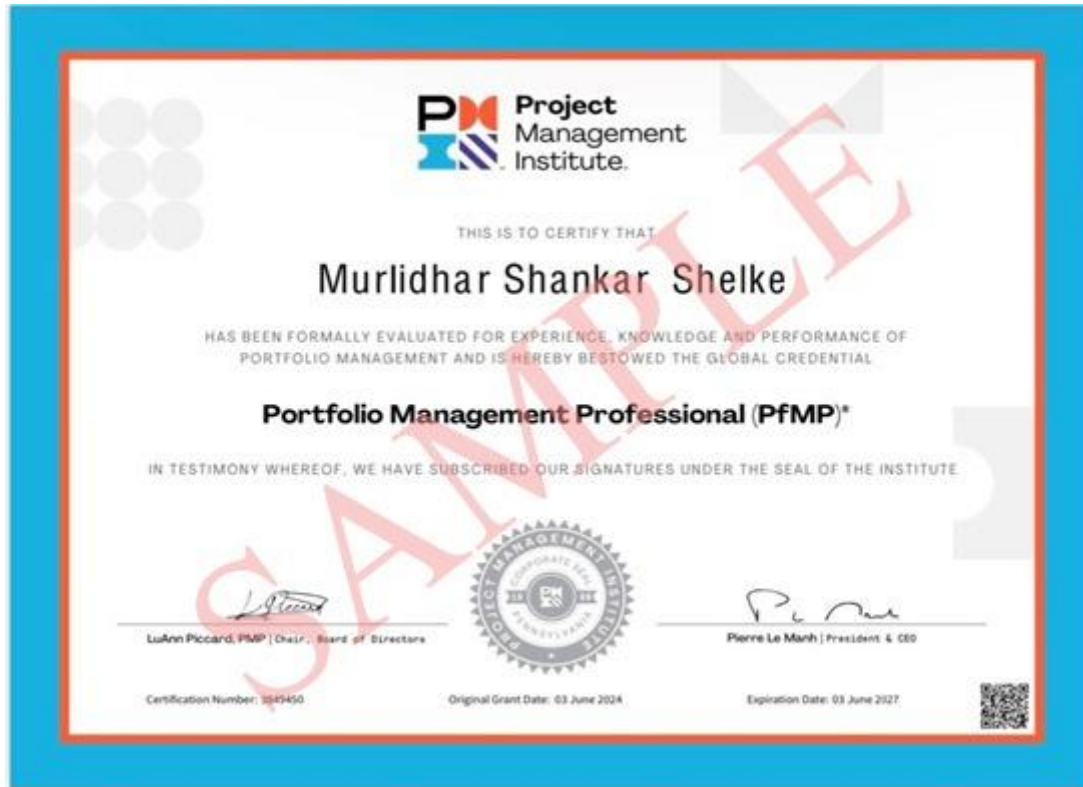 Project
Management
Institute.
THIS IS TO CERTIFY THAT
Murlidhar Shankar Shelke
HAS BEEN FORMALLY EVALUATED FOR EXPERIENCE, KNOWLEDGE AND PERFORMANCE OF
PORTFOLIO MANAGEMENT AND IS HEREBY BESTOWED THE GLOBAL CREDENTIAL
Portfolio Management Professional (PfMP)®
IN TESTIMONY WHEREOF, WE HAVE SUBSCRIBED OUR SIGNATURES UNDER THE SEAL OF THE INSTITUTE
SAMPLE
PROJECT MANAGEMENT INSTITUTE
CORPORATE SEAL
PENNSYLVANIA
LuAnn Piccard, PMP | Chair, Board of Directors
Pierre Le Manh | President & CEO
Certification Number: 
Original Grant Date: 03 June 2024
Expiration Date: 03 June 2027